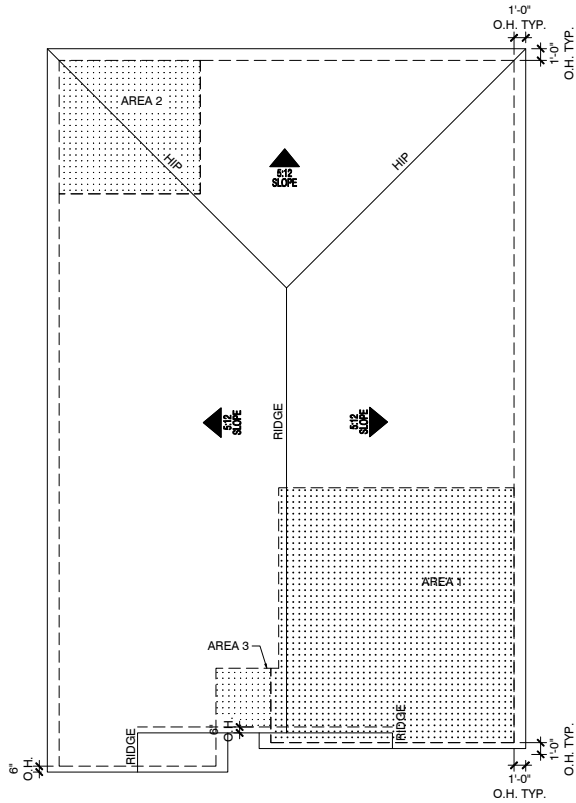 1'-0"
O.H. TYP.
1'-0"
O.H. TYP.
AREA 2
HIP
HIP
5:12
SLOPE
RIDGE
5:12
SLOPE
5:12
SLOPE
AREA 1
AREA 3
RIDGE
6"
O.H.
RIDGE
6"
O.H.
1'-0"
O.H. TYP.
1'-0"
O.H. TYP.